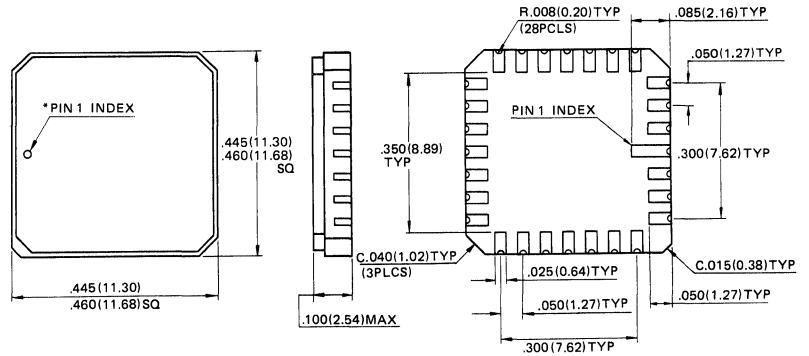 R.008(0.20)TYP
(28PCLS)
.085(2.16)TYP
.050(1.27)TYP
*PIN 1 INDEX
PIN 1 INDEX
.445(11.30)
.460(11.68)
SQ
.350(8.89)
TYP
.300(7.62)TYP
C.040(1.02)TYP
(3PLCS)
.025(0.64)TYP
C.015(0.38)TYP
.445(11.30)
.460(11.68)SQ
.050(1.27)TYP
.050(1.27)TYP
.100(2.54)MAX
.300(7.62)TYP